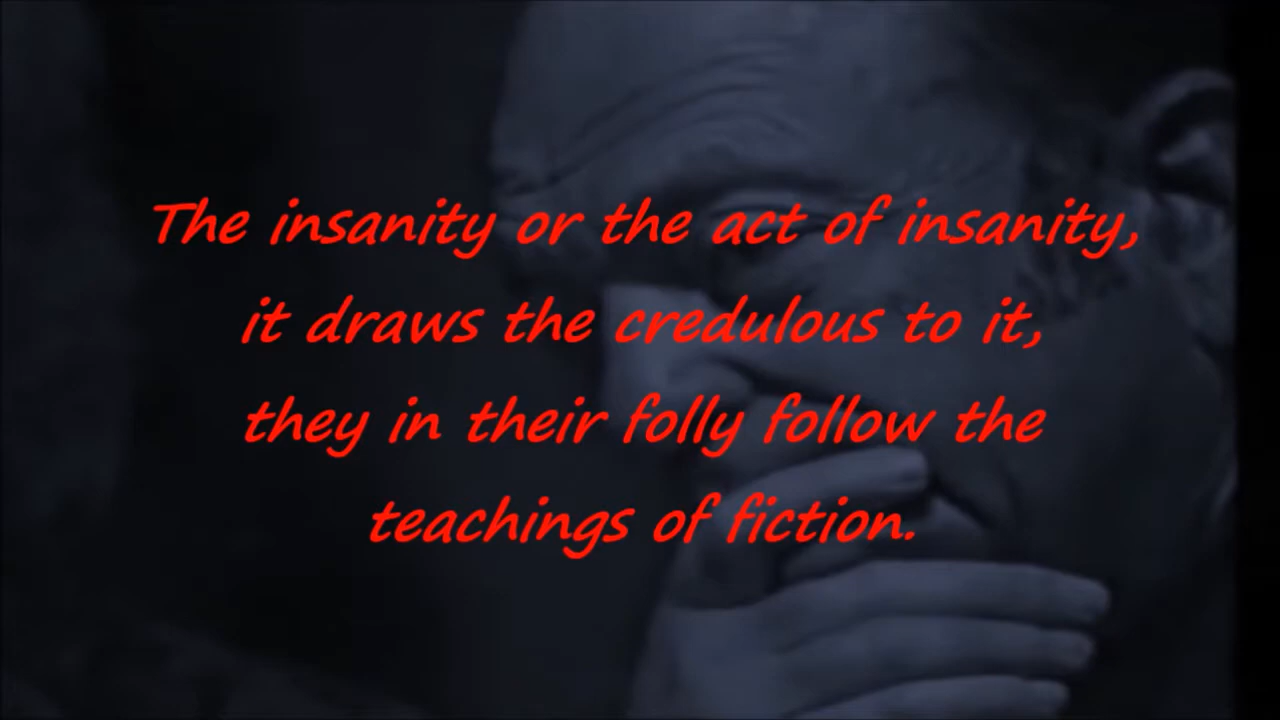 The insanity or the act of insanity,
it draws the credulous to it,
they in their folly follow the
teachings of fiction.